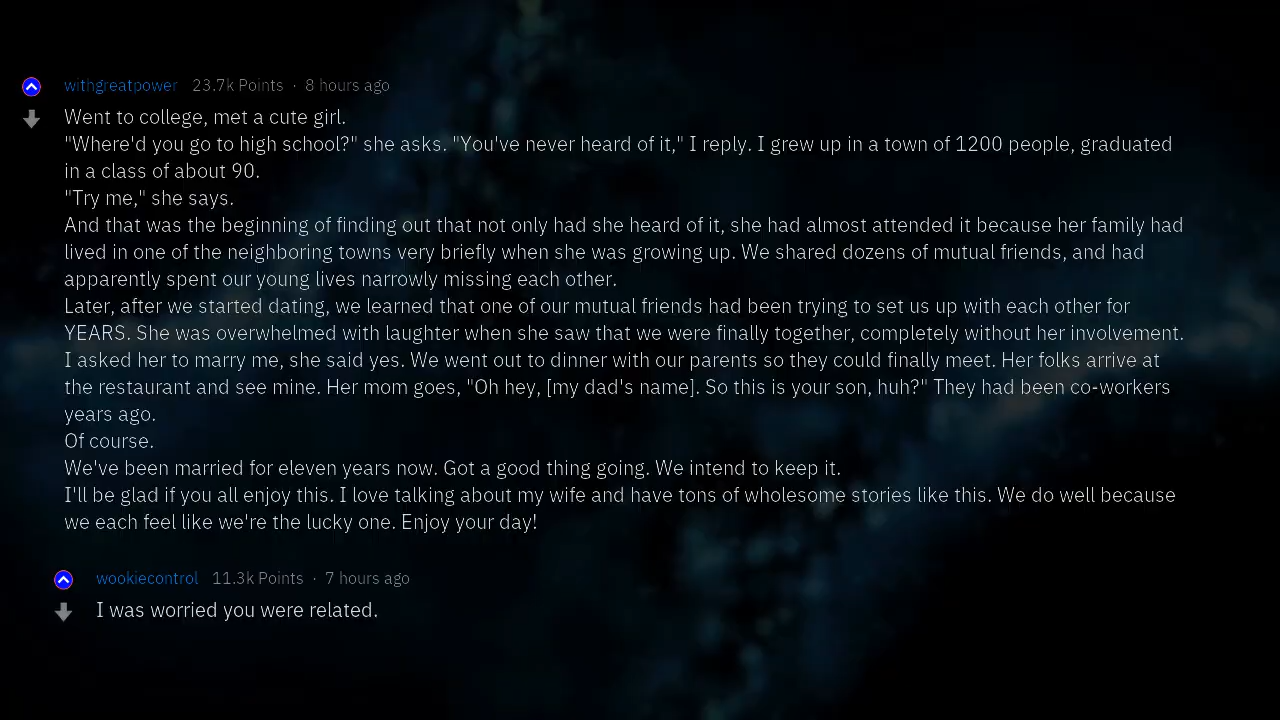 withgreatpower 23.7k Points · 8 hours ago
Went to college, met a cute girl.
"Where'd you go to high school?" she asks. "You've never heard of it," I reply. I grew up in a town of 1200 people, graduated
in a class of about 90.
"Try me," she says.
And that was the beginning of finding out that not only had she heard of it, she had almost attended it because her family had
lived in one of the neighboring towns very briefly when she was growing up. We shared dozens of mutual friends, and had
apparently spent our young lives narrowly missing each other.
Later, after we started dating, we learned that one of our mutual friends had been trying to set us up with each other for
YEARS. She was overwhelmed with laughter when she saw that we were finally together, completely without her involvement.
I asked her to marry me, she said yes. We went out to dinner with our parents so they could finally meet. Her folks arrive at
the restaurant and see mine. Her mom goes, "Oh hey, [my dad's name]. So this is your son, huh?" They had been co-workers
years ago.
Of course.
We've been married for eleven years now. Got a good thing going. We intend to keep it.
I'll be glad if you all enjoy this. I love talking about my wife and have tons of wholesome stories like this. We do well because
we each feel like we're the lucky one. Enjoy your day!
wookiecontrol 11.3k Points · 7 hours ago
I was worried you were related.